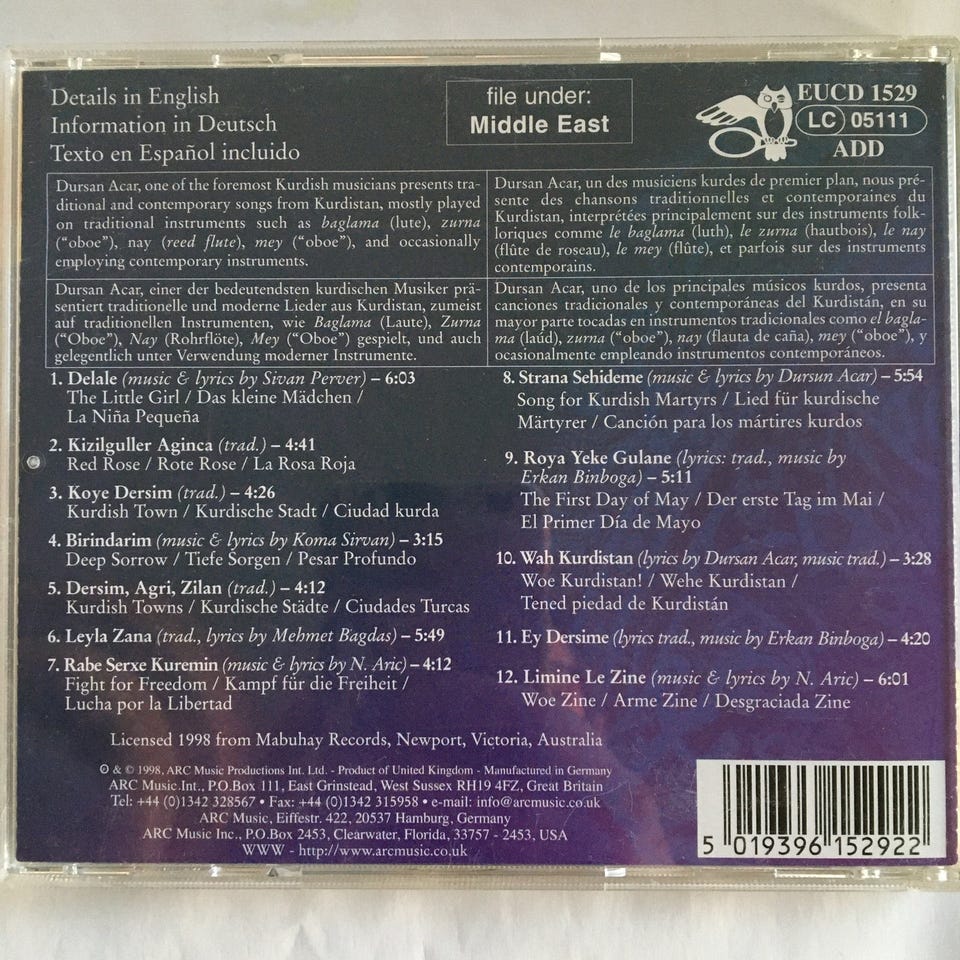 Details in English
Information in Deutsch
Texto en Español incluido
file under:
Middle East
EUCD 1529
LC 05111
ADD
Dursan Acar, one of the foremost Kurdish musicians presents tra-
ditional and contemporary songs from Kurdistan, mostly played
on traditional instruments such as baglama (lute), zurna
("oboe"), nay (reed flute), mey ("oboe"), and occasionally
employing contemporary instruments.
Dursan Acar, un des musiciens kurdes de premier plan, nous pré-
sente des chansons traditionnelles et contemporaines du
Kurdistan, interprétées principalement sur des instruments folk-
loriques comme le baglama (luth), le zurna (hautbois), le nay
(flûte de roseau), le mey (flûte), et parfois sur des instruments
contemporains.
Dursan Acar, einer der bedeutendsten kurdischen Musiker prä-
sentiert traditionelle und moderne Lieder aus Kurdistan, zumeist
auf traditionellen Instrumenten, wie Baglama (Laute), Zurna
("Oboe"), Nay (Rohrflöte), Mey ("Oboe") gespielt, und auch
gelegentlich unter Verwendung moderner Instrumente.
Dursan Acar, uno de los principales músicos kurdos, presenta
canciones tradicionales y contemporáneas del Kurdistán, en su
mayor parte tocadas en instrumentos tradicionales como el bagla-
ma (laúd), zurna ("oboe"), nay (flauta de caña), mey ("oboe"), y
ocasionalmente empleando instrumentos contemporáneos.
1. Delale (music & lyrics by Sivan Perver) – 6:03
The Little Girl / Das kleine Mädchen /
La Niña Pequeña
2. Kizilguller Aginca (trad.) – 4:41
Red Rose / Rote Rose / La Rosa Roja
3. Koye Dersim (trad.) – 4:26
Kurdish Town / Kurdische Stadt / Ciudad kurda
4. Birindarim (music & lyrics by Koma Sirvan) – 3:15
Deep Sorrow / Tiefe Sorgen / Pesar Profundo
5. Dersim, Agri, Zilan (trad.) – 4:12
Kurdish Towns / Kurdische Städte / Ciudades Turcas
6. Leyla Zana (trad., lyrics by Mehmet Bagdas) – 5:49
7. Rabe Serxe Kuremin (music & lyrics by N. Aric) – 4:12
Fight for Freedom / Kampf für die Freiheit /
Lucha por la Libertad
8. Strana Sehideme (music & lyrics by Dursun Acar) – 5:54
Song for Kurdish Martyrs / Lied für kurdische
Märtyrer / Canción para los mártires kurdos
9. Roya Yeke Gulane (lyrics: trad., music by
Erkan Binboga) – 5:11
The First Day of May / Der erste Tag im Mai /
El Primer Día de Mayo
10. Wah Kurdistan (lyrics by Dursan Acar, music trad.) – 3:28
Woe Kurdistan! / Wehe Kurdistan /
Tened piedad de Kurdistán
11. Ey Dersime (lyrics trad., music by Erkan Binboga) – 4:20
12. Limine Le Zine (music & lyrics by N. Aric) – 6:01
Woe Zine / Arme Zine / Desgraciada Zine
Licensed 1998 from Mabuhay Records, Newport, Victoria, Australia
℗ & © 1998, ARC Music Productions Int. Ltd. - Product of United Kingdom - Manufactured in Germany
ARC Music.Int., P.O.Box 111, East Grinstead, West Sussex RH19 4FZ, Great Britain
Tel: +44 (0)1342 328567 • Fax: +44 (0)1342 315958 • e-mail: info@arcmusic.co.uk
ARC Music, Eiffestr. 422, 20537 Hamburg, Germany
ARC Music Inc., P.O.Box 2453, Clearwater, Florida, 33757 - 2453, USA
WWW - http://www.arcmusic.co.uk
5 019396 152922